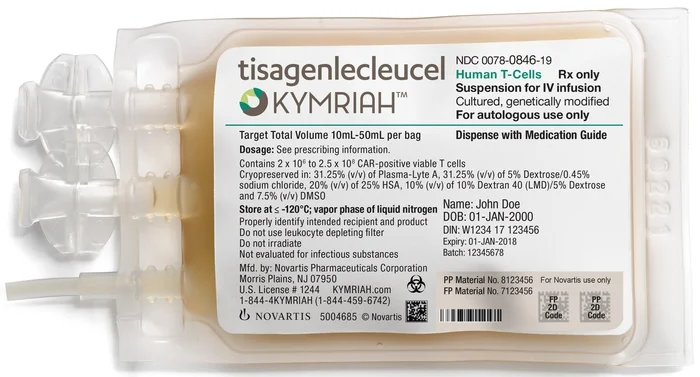 tisagenlecleucel
KYMRIAH™
NDC 0078-0846-19
Human T-Cells Rx only
Suspension for IV infusion
Cultured, genetically modified
For autologous use only
Target Total Volume 10mL-50mL per bag
Dispense with Medication Guide
Dosage: See prescribing information.
Contains 2 x 10⁶ to 2.5 x 10⁸ CAR-positive viable T cells
Cryopreserved in: 31.25% (v/v) of Plasma-Lyte A, 31.25% (v/v) of 5% Dextrose/0.45%
sodium chloride, 20% (v/v) of 25% HSA, 10% (v/v) of 10% Dextran 40 (LMD)/5% Dextrose
and 7.5% (v/v) DMSO
Store at ≤ -120°C; vapor phase of liquid nitrogen
Properly identify intended recipient and product
Do not use leukocyte depleting filter
Do not irradiate
Not evaluated for infectious substances
Name: John Doe
DOB: 01-JAN-2000
DIN: W1234 17 123456
Expiry: 01-JAN-2018
Batch: 12345678
Mfd. by: Novartis Pharmaceuticals Corporation
Morris Plains, NJ 07950
U.S. License # 1244 KYMRIAH.com
1-844-4KYMRIAH (1-844-459-6742)
NOVARTIS 5004685 © Novartis
PP Material No. 8123456 For Novartis use only
FP Material No. 7123456
FP
2D
Code
PP
2D
Code